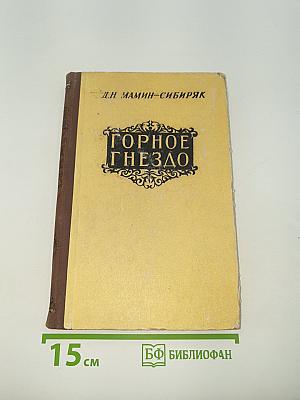 Д.Н. МАМИН-СИБИРЯК
ГОРНОЕ
ГНЕЗДО
15 см
БФ БИБЛИОФАН